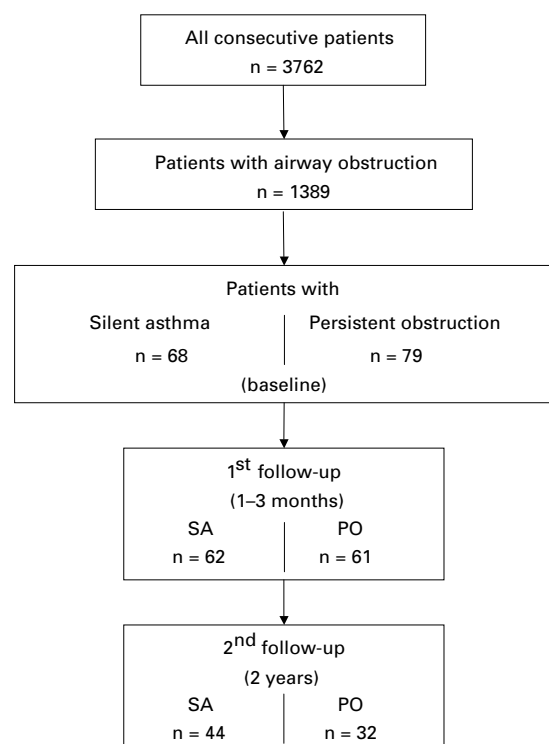 All consecutive patients
n = 3762
Patients with airway obstruction
n = 1389
Patients with
Silent asthma Persistent obstruction
n = 68 n = 79
(baseline)
1st follow-up
(1–3 months)
SA PO
n = 62 n = 61
2nd follow-up
(2 years)
SA PO
n = 44 n = 32